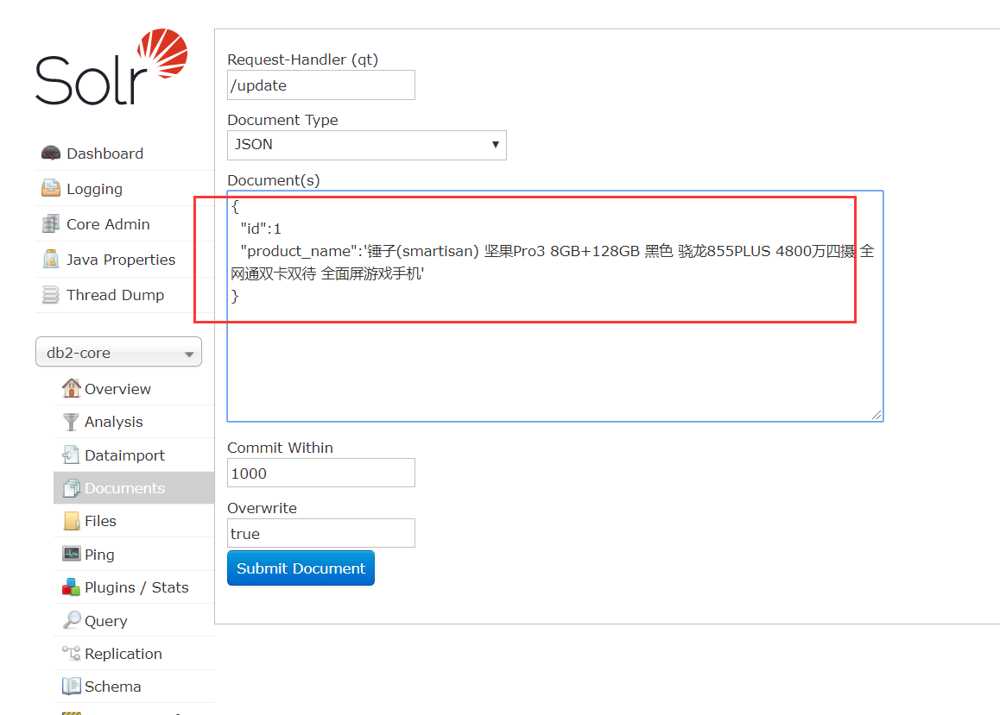 Solr
Dashboard
Logging
Core Admin
Java Properties
Thread Dump
db2-core
Overview
Analysis
Dataimport
Documents
Files
Ping
Plugins / Stats
Query
Replication
Schema
Request-Handler (qt)
/update
Document Type
JSON
Document(s)
{
"id":1
"product_name":'锤子(smartisan) 坚果Pro3 8GB+128GB 黑色 骁龙855PLUS 4800万四摄 全
网通双卡双待 全面屏游戏手机'
}
Commit Within
1000
Overwrite
true
Submit Document